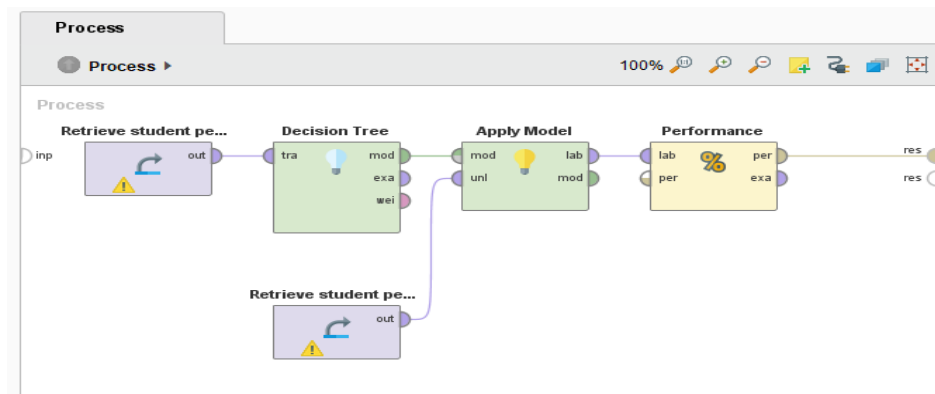 Process
Process
100%
Process
Retrieve student pe...
Decision Tree
Apply Model
Performance
inp
out
tra
mod
exa
wei
mod
unl
lab
mod
lab
per
%
per
exa
res
res
Retrieve student pe...
out